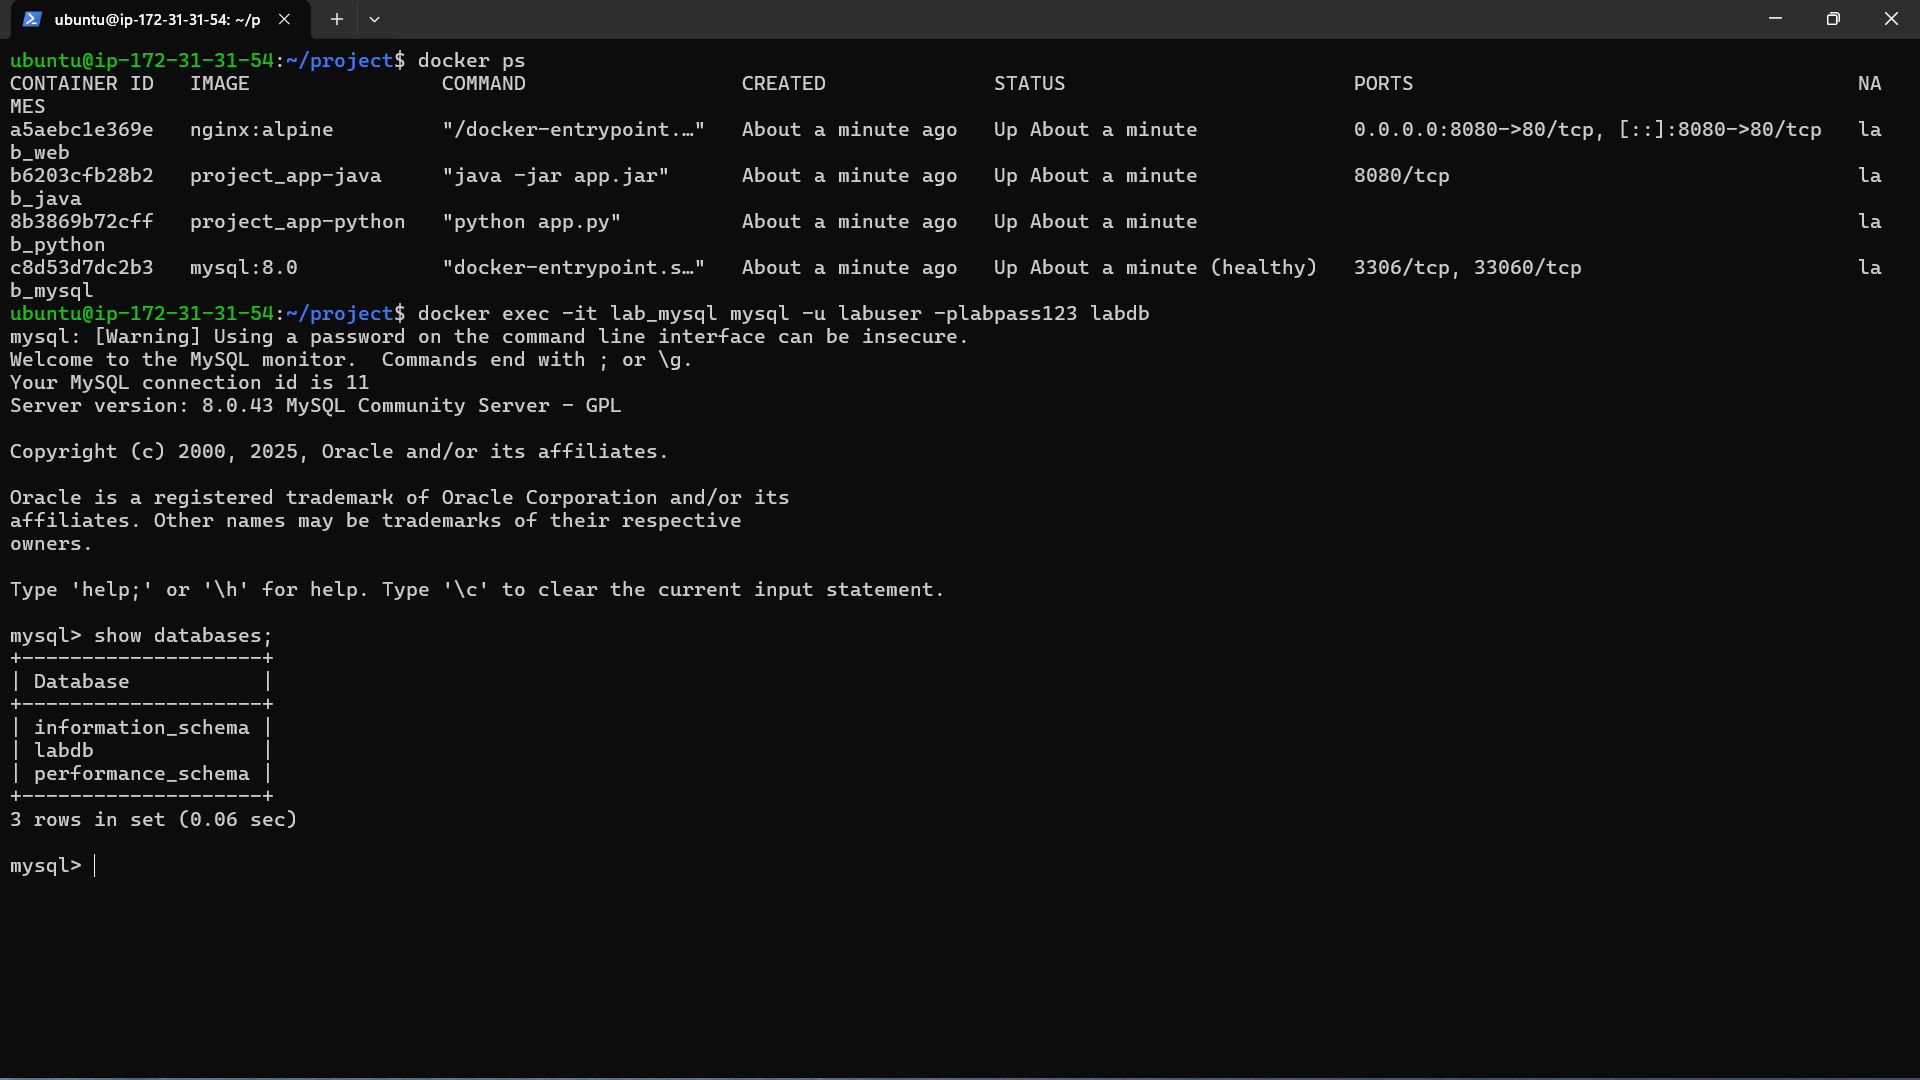 ubuntu@ip-172-31-31-54: ~/p
ubuntu@ip-172-31-31-54:~/project$ docker ps
CONTAINER ID   IMAGE                COMMAND                  CREATED              STATUS                        PORTS                                     NA
MES
a5aebc1e369e   nginx:alpine         "/docker-entrypoint.…"   About a minute ago   Up About a minute             0.0.0.0:8080->80/tcp, [::]:8080->80/tcp   la
b_web
b6203cfb28b2   project_app-java     "java -jar app.jar"      About a minute ago   Up About a minute             8080/tcp                                  la
b_java
8b3869b72cff   project_app-python   "python app.py"          About a minute ago   Up About a minute                                                       la
b_python
c8d53d7dc2b3   mysql:8.0            "docker-entrypoint.s…"   About a minute ago   Up About a minute (healthy)   3306/tcp, 33060/tcp                       la
b_mysql
ubuntu@ip-172-31-31-54:~/project$ docker exec -it lab_mysql mysql -u labuser -plabpass123 labdb
mysql: [Warning] Using a password on the command line interface can be insecure.
Welcome to the MySQL monitor.  Commands end with ; or \g.
Your MySQL connection id is 11
Server version: 8.0.43 MySQL Community Server - GPL

Copyright (c) 2000, 2025, Oracle and/or its affiliates.

Oracle is a registered trademark of Oracle Corporation and/or its
affiliates. Other names may be trademarks of their respective
owners.

Type 'help;' or '\h' for help. Type '\c' to clear the current input statement.

mysql> show databases;
+--------------------+
| Database           |
+--------------------+
| information_schema |
| labdb              |
| performance_schema |
+--------------------+
3 rows in set (0.06 sec)

mysql>